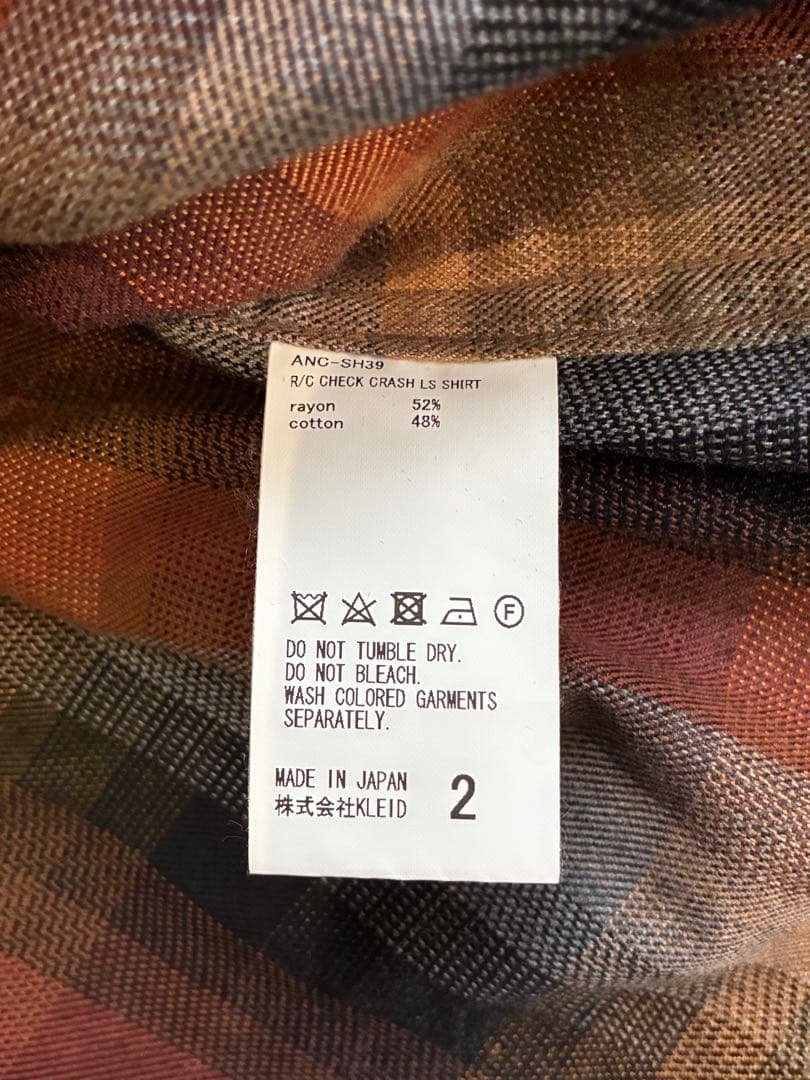 ANC-SH39
R/C CHECK CRASH LS SHIRT
rayon 52%
cotton 48%
F
DO NOT TUMBLE DRY.
DO NOT BLEACH.
WASH COLORED GARMENTS
SEPARATELY.
MADE IN JAPAN
株式会社KLEID 2